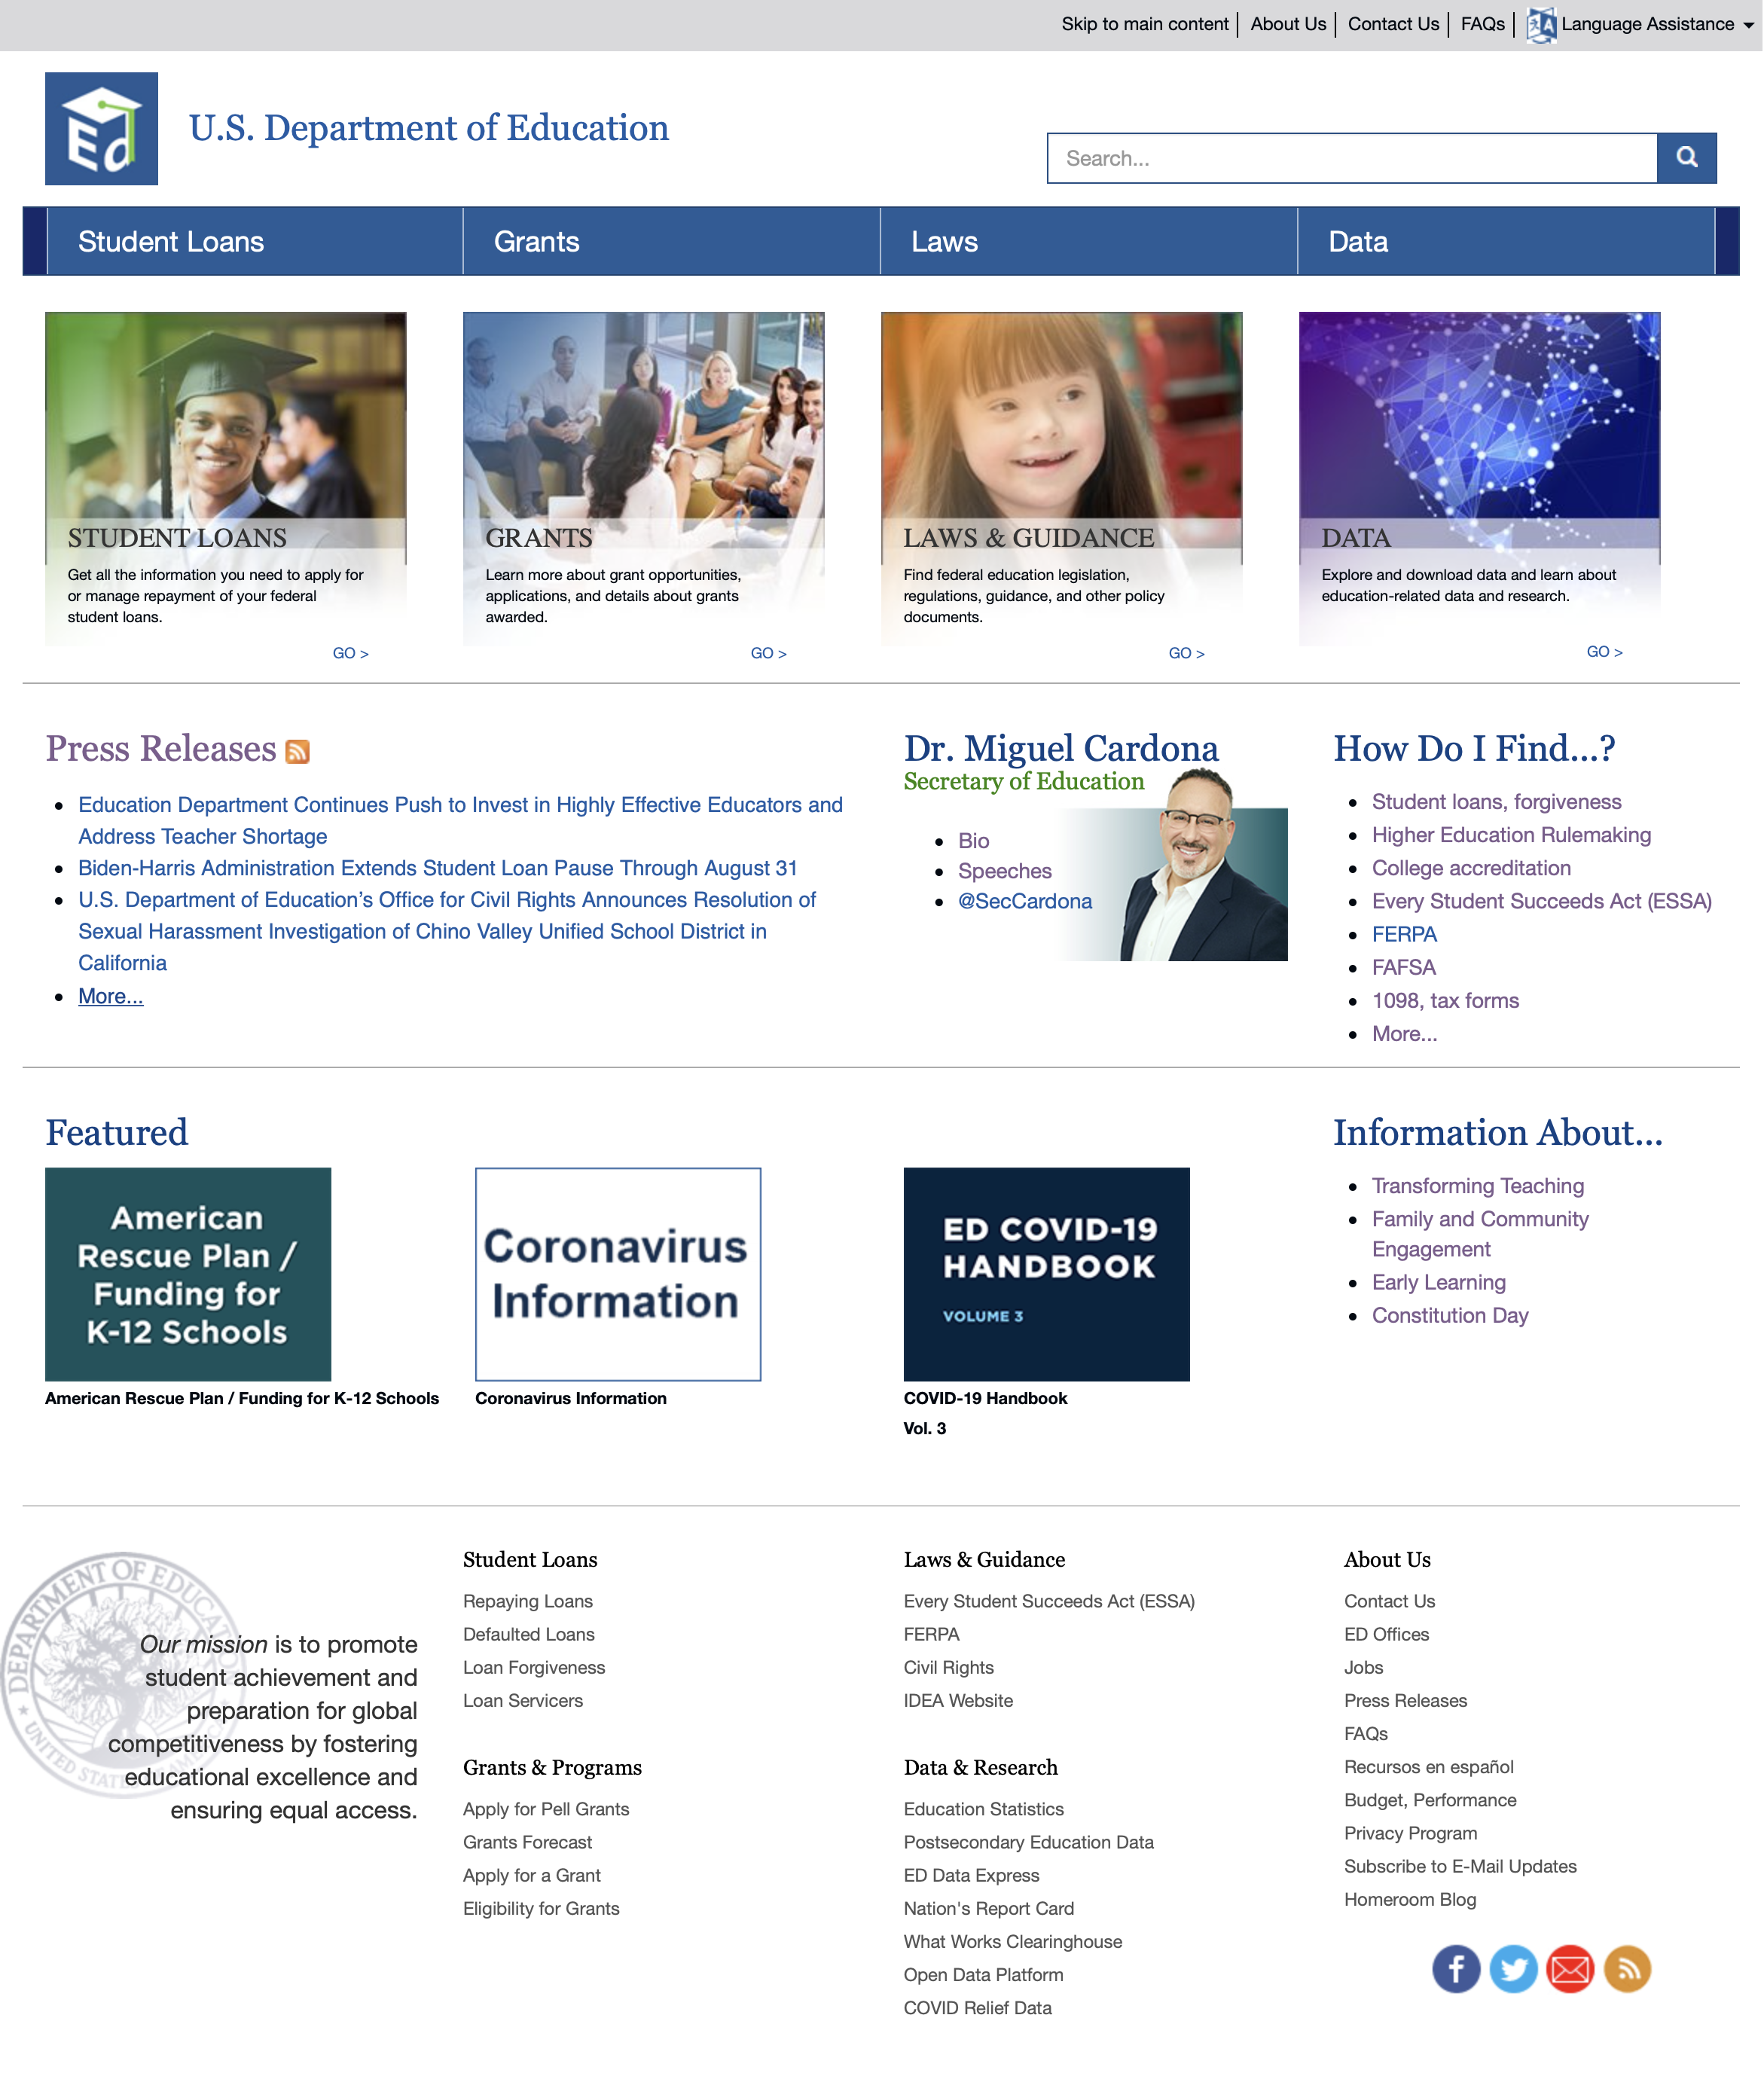 Skip to main content
About Us
Contact Us
FAQs
Language Assistance
Ed
U.S. Department of Education
Search...
Student Loans
Grants
Laws
Data
STUDENT LOANS
Get all the information you need to apply for
or manage repayment of your federal
student loans.
GO >
GRANTS
Learn more about grant opportunities,
applications, and details about grants
awarded.
GO >
LAWS & GUIDANCE
Find federal education legislation,
regulations, guidance, and other policy
documents.
GO >
DATA
Explore and download data and learn about
education-related data and research.
GO >
Press Releases
Education Department Continues Push to Invest in Highly Effective Educators and
Address Teacher Shortage
Biden-Harris Administration Extends Student Loan Pause Through August 31
U.S. Department of Education’s Office for Civil Rights Announces Resolution of
Sexual Harassment Investigation of Chino Valley Unified School District in
California
More...
Dr. Miguel Cardona
Secretary of Education
Bio
Speeches
@SecCardona
How Do I Find...?
Student loans, forgiveness
Higher Education Rulemaking
College accreditation
Every Student Succeeds Act (ESSA)
FERPA
FAFSA
1098, tax forms
More...
Featured
American
Rescue Plan /
Funding for
K-12 Schools
American Rescue Plan / Funding for K-12 Schools
Coronavirus
Information
Coronavirus Information
ED COVID-19
HANDBOOK
VOLUME 3
COVID-19 Handbook
Vol. 3
Information About...
Transforming Teaching
Family and Community
Engagement
Early Learning
Constitution Day
DEPARTMENT OF EDUCATION
UNITED STATES OF AMERICA
Our mission is to promote
student achievement and
preparation for global
competitiveness by fostering
educational excellence and
ensuring equal access.
Student Loans
Repaying Loans
Defaulted Loans
Loan Forgiveness
Loan Servicers
Grants & Programs
Apply for Pell Grants
Grants Forecast
Apply for a Grant
Eligibility for Grants
Laws & Guidance
Every Student Succeeds Act (ESSA)
FERPA
Civil Rights
IDEA Website
Data & Research
Education Statistics
Postsecondary Education Data
ED Data Express
Nation's Report Card
What Works Clearinghouse
Open Data Platform
COVID Relief Data
About Us
Contact Us
ED Offices
Jobs
Press Releases
FAQs
Recursos en español
Budget, Performance
Privacy Program
Subscribe to E-Mail Updates
Homeroom Blog